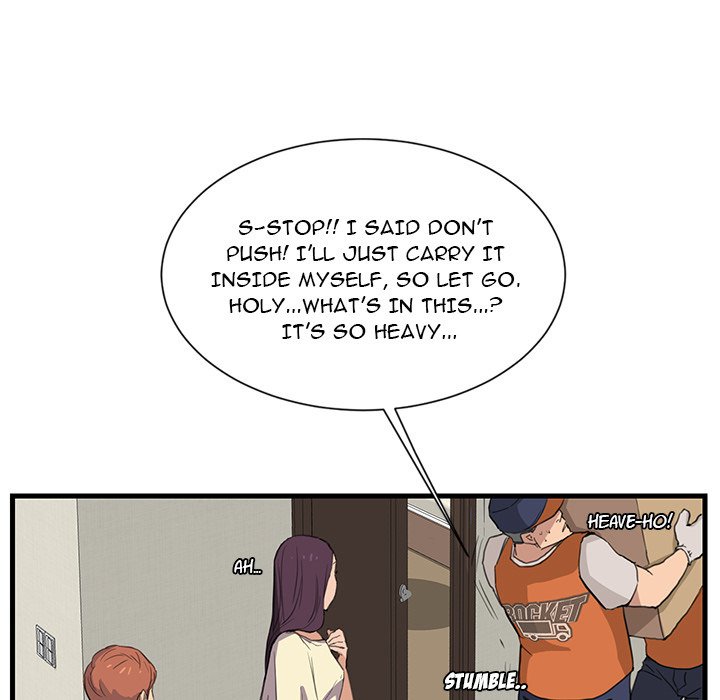 S-STOP!! I SAID DON'T
PUSH! I'LL JUST CARRY IT
INSIDE MYSELF, SO LET GO.
HOLY...WHAT'S IN THIS...?
IT'S SO HEAVY...
HEAVE-HO!
AH...
ROCKET
STUMBLE..